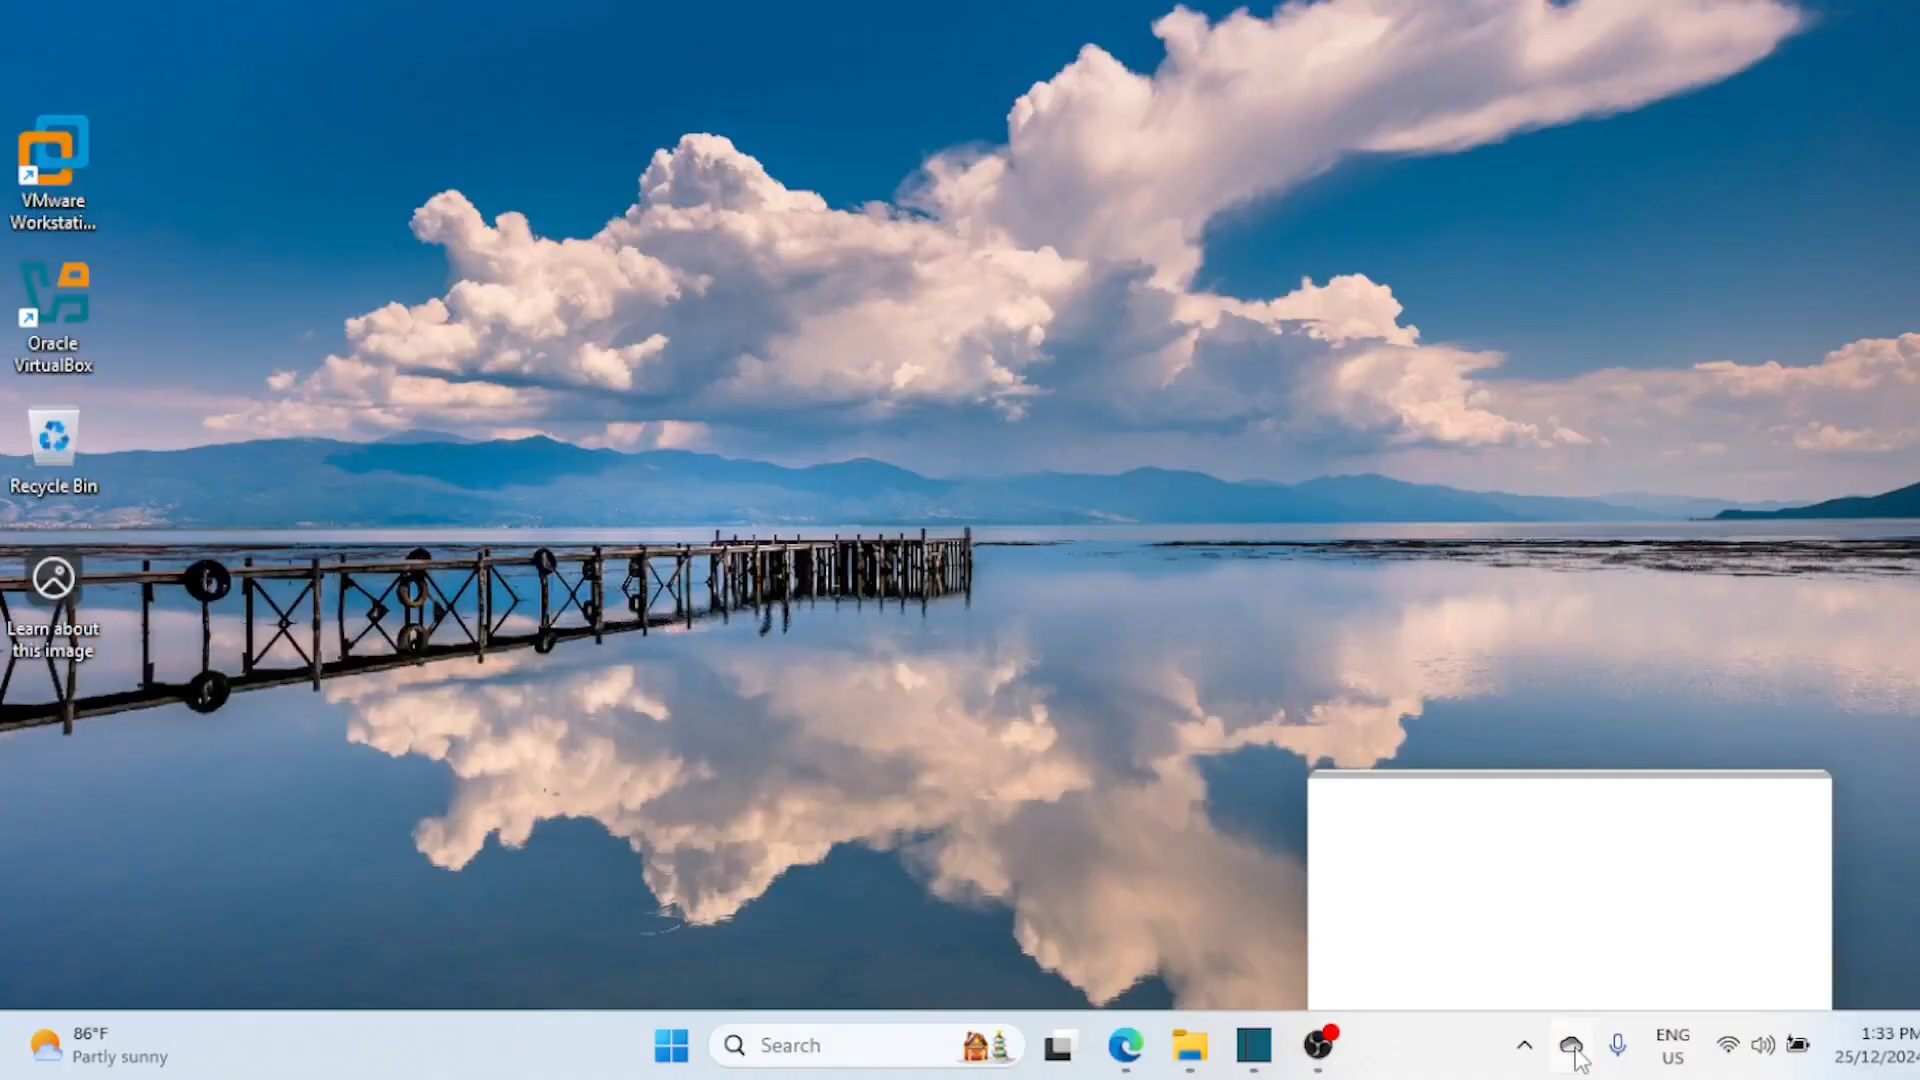 VMware
Workstati...
Oracle
VirtualBox
Recycle Bin
Learn about
this image
86°F
Partly sunny
Search
ENG
US
1:33 PM
25/12/2024